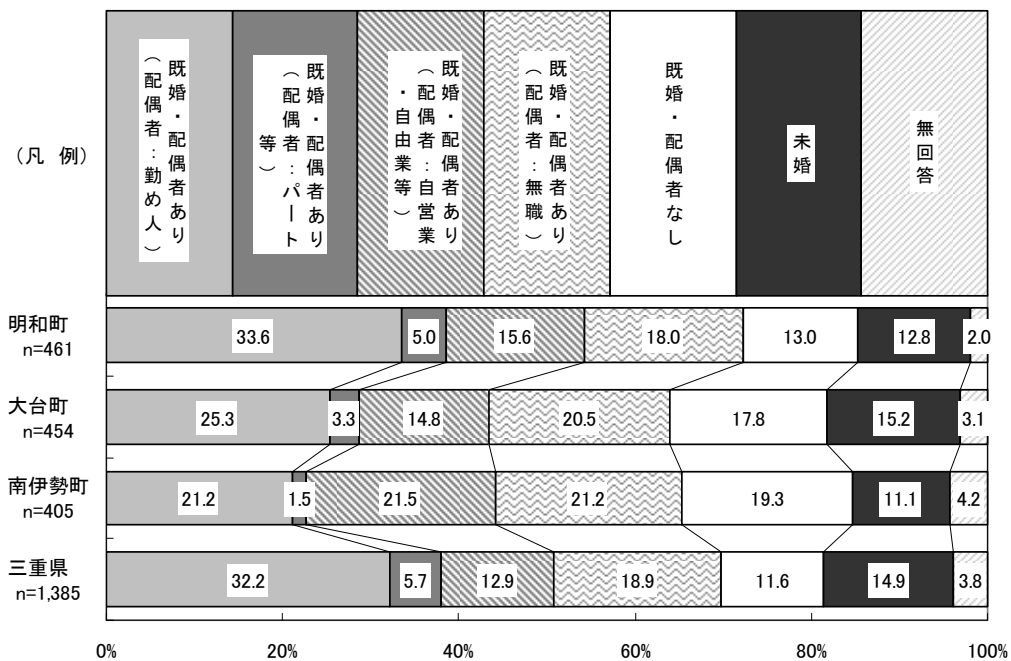 （凡 例）
既婚・配偶者あり
（配偶者：勤め人）
既婚・配偶者あり
（配偶者：パート
等）
既婚・配偶者あり
（配偶者：自営業
・自由業等）
既婚・配偶者あり
（配偶者：無職）
既婚・配偶者なし
未婚
無回答
明和町
n=461
33.6 5.0 15.6 18.0 13.0 12.8 2.0
大台町
n=454
25.3 3.3 14.8 20.5 17.8 15.2 3.1
南伊勢町
n=405
21.2 1.5 21.5 21.2 19.3 11.1 4.2
三重県
n=1,385
32.2 5.7 12.9 18.9 11.6 14.9 3.8
0% 20% 40% 60% 80% 100%